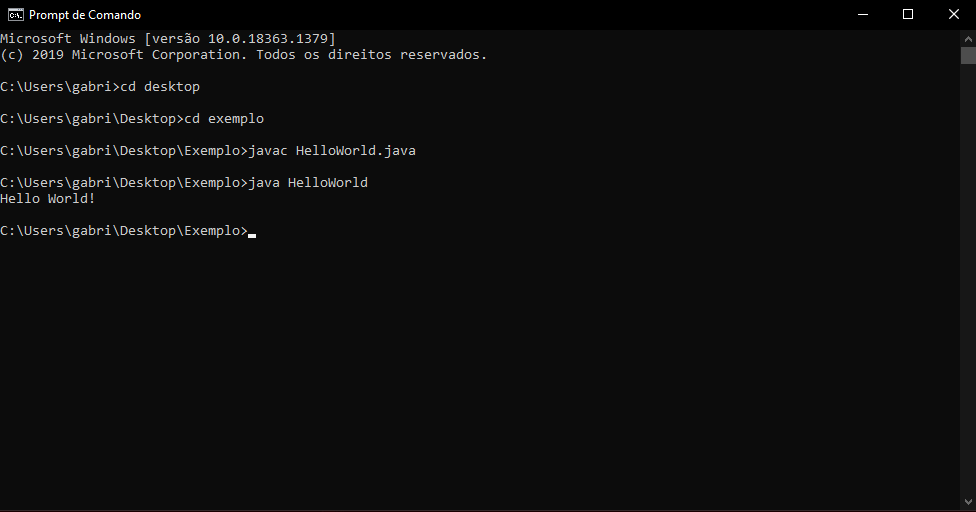 Prompt de Comando
Microsoft Windows [versão 10.0.18363.1379]
(c) 2019 Microsoft Corporation. Todos os direitos reservados.
C:\Users\gabri>cd desktop
C:\Users\gabri\Desktop>cd exemplo
C:\Users\gabri\Desktop\Exemplo>javac HelloWorld.java
C:\Users\gabri\Desktop\Exemplo>java HelloWorld
Hello World!
C:\Users\gabri\Desktop\Exemplo>